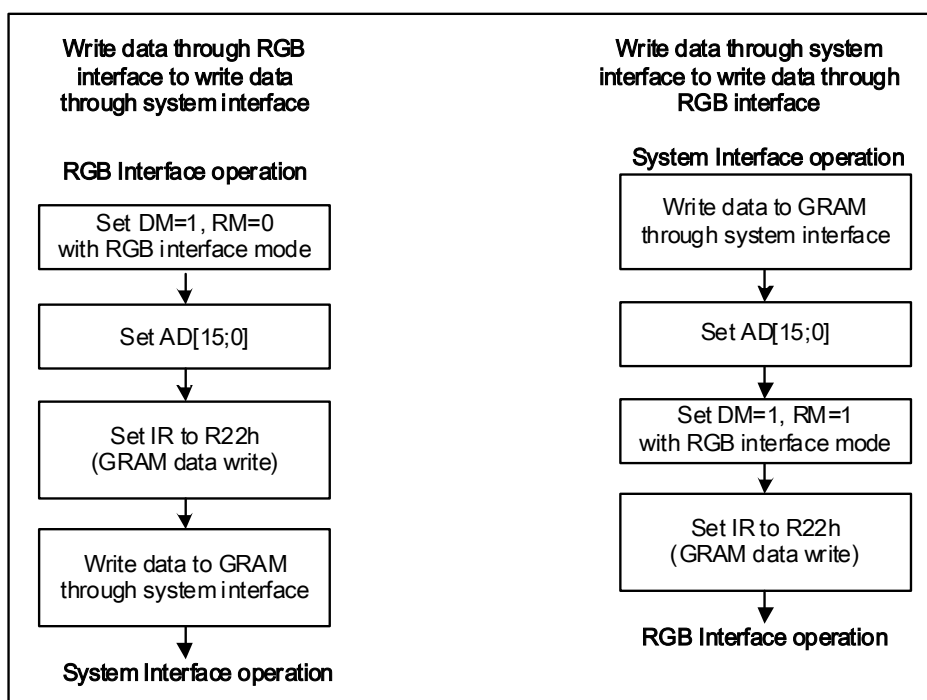 Write data through RGB
interface to write data
through system interface
RGB Interface operation
Set DM=1, RM=0
with RGB interface mode
Set AD[15;0]
Set IR to R22h
(GRAM data write)
Write data to GRAM
through system interface
System Interface operation
Write data through system
interface to write data through
RGB interface
System Interface operation
Write data to GRAM
through system interface
Set AD[15;0]
Set DM=1, RM=1
with RGB interface mode
Set IR to R22h
(GRAM data write)
RGB Interface operation